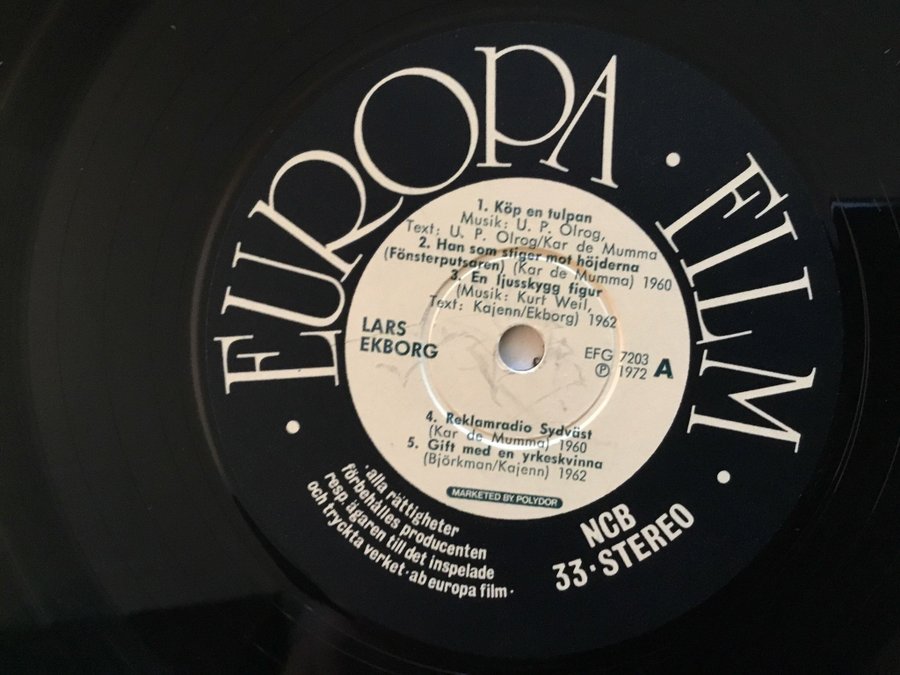 EUROPA · FILM ·
1. Köp en tulpan
Musik: U. P. Olrog,
Text: U. P. Olrog/Kar de Mumma
2. Han som stiger mot höjderna
(Fönsterputsaren) (Kar de Mumma) 1960
3. En ljusskygg figur
(Musik: Kurt Weil,
Text: Kajenn/Ekborg) 1962
LARS
EKBORG
EFG 7203
℗ 1972 A
4. Reklamradio Sydväst
(Kar de Mumma) 1960
5. Gift med en yrkeskvinna
(Björkman/Kajenn) 1962
MARKETED BY POLYDOR
· alla rättigheter
förbehålles producenten
resp. ägaren till det inspelade
och tryckta verket · ab europa film ·
NCB
33 · STEREO